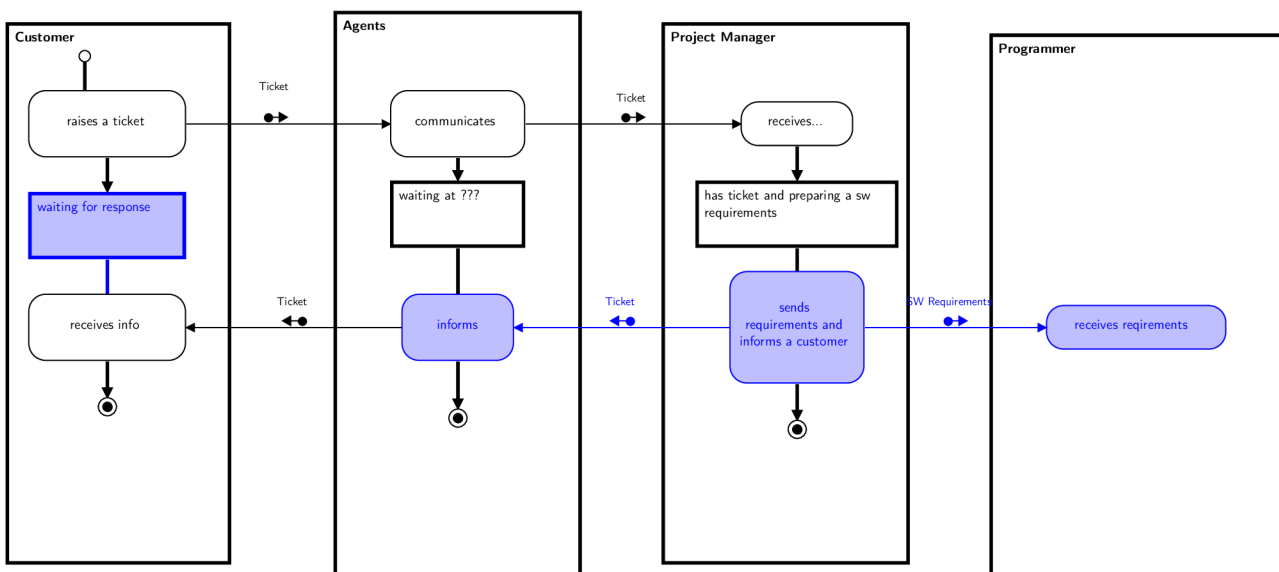 Customer
Agents
Project Manager
Programmer
Ticket
Ticket
raises a ticket
communicates
receives...
waiting for response
waiting at ???
has ticket and preparing a sw
requirements
Ticket
Ticket
SW Requirements
receives info
informs
sends
requirements and
informs a customer
receives reqirements